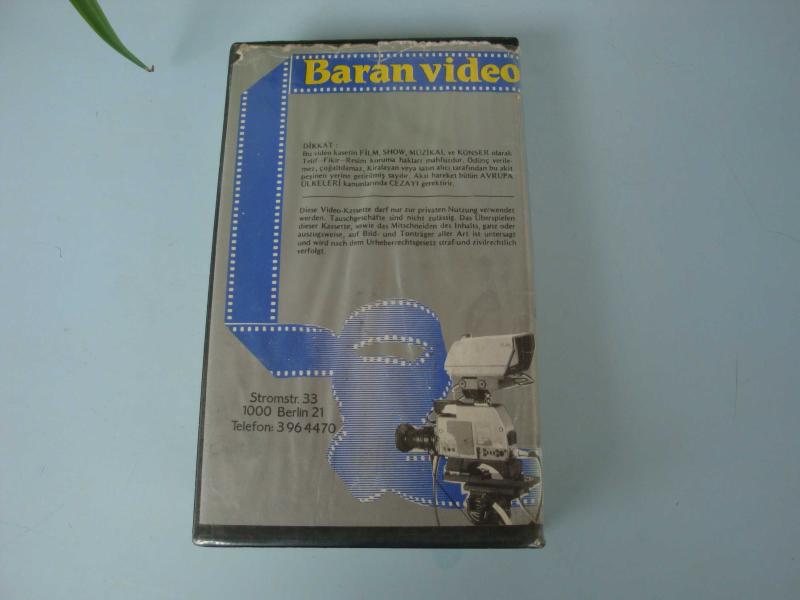 Baran video
DİKKAT :
Bu video kasetin FİLM, SHOW, MÜZİKAL ve KONSER olarak
Telif—Fikir—Resim koruma hakları mahfuzdur. Ödünç verile-
mez, çoğaltılamaz, Kiralayan veya satın alıcı tarafından bu akit
peşinen yerine getirilmiş sayılır. Aksi hareket bütün AVRUPA
ÜLKELERİ kanunlarında CEZAYI gerektirir.
Diese Video-Kassette darf nur zur privaten Nutzung verwendet
werden. Tauschgeschäfte sind nicht zulässig. Das Überspielen
dieser Kassette, sowie das Mitschneiden des Inhalts, ganz oder
auszugsweise, auf Bild- und Tonträger aller Art ist untersagt
und wird nach dem Urheberrechtsgesetz straf-und zivilrechtlich
verfolgt.
Stromstr. 33
1000 Berlin 21
Telefon: 3 96 4470